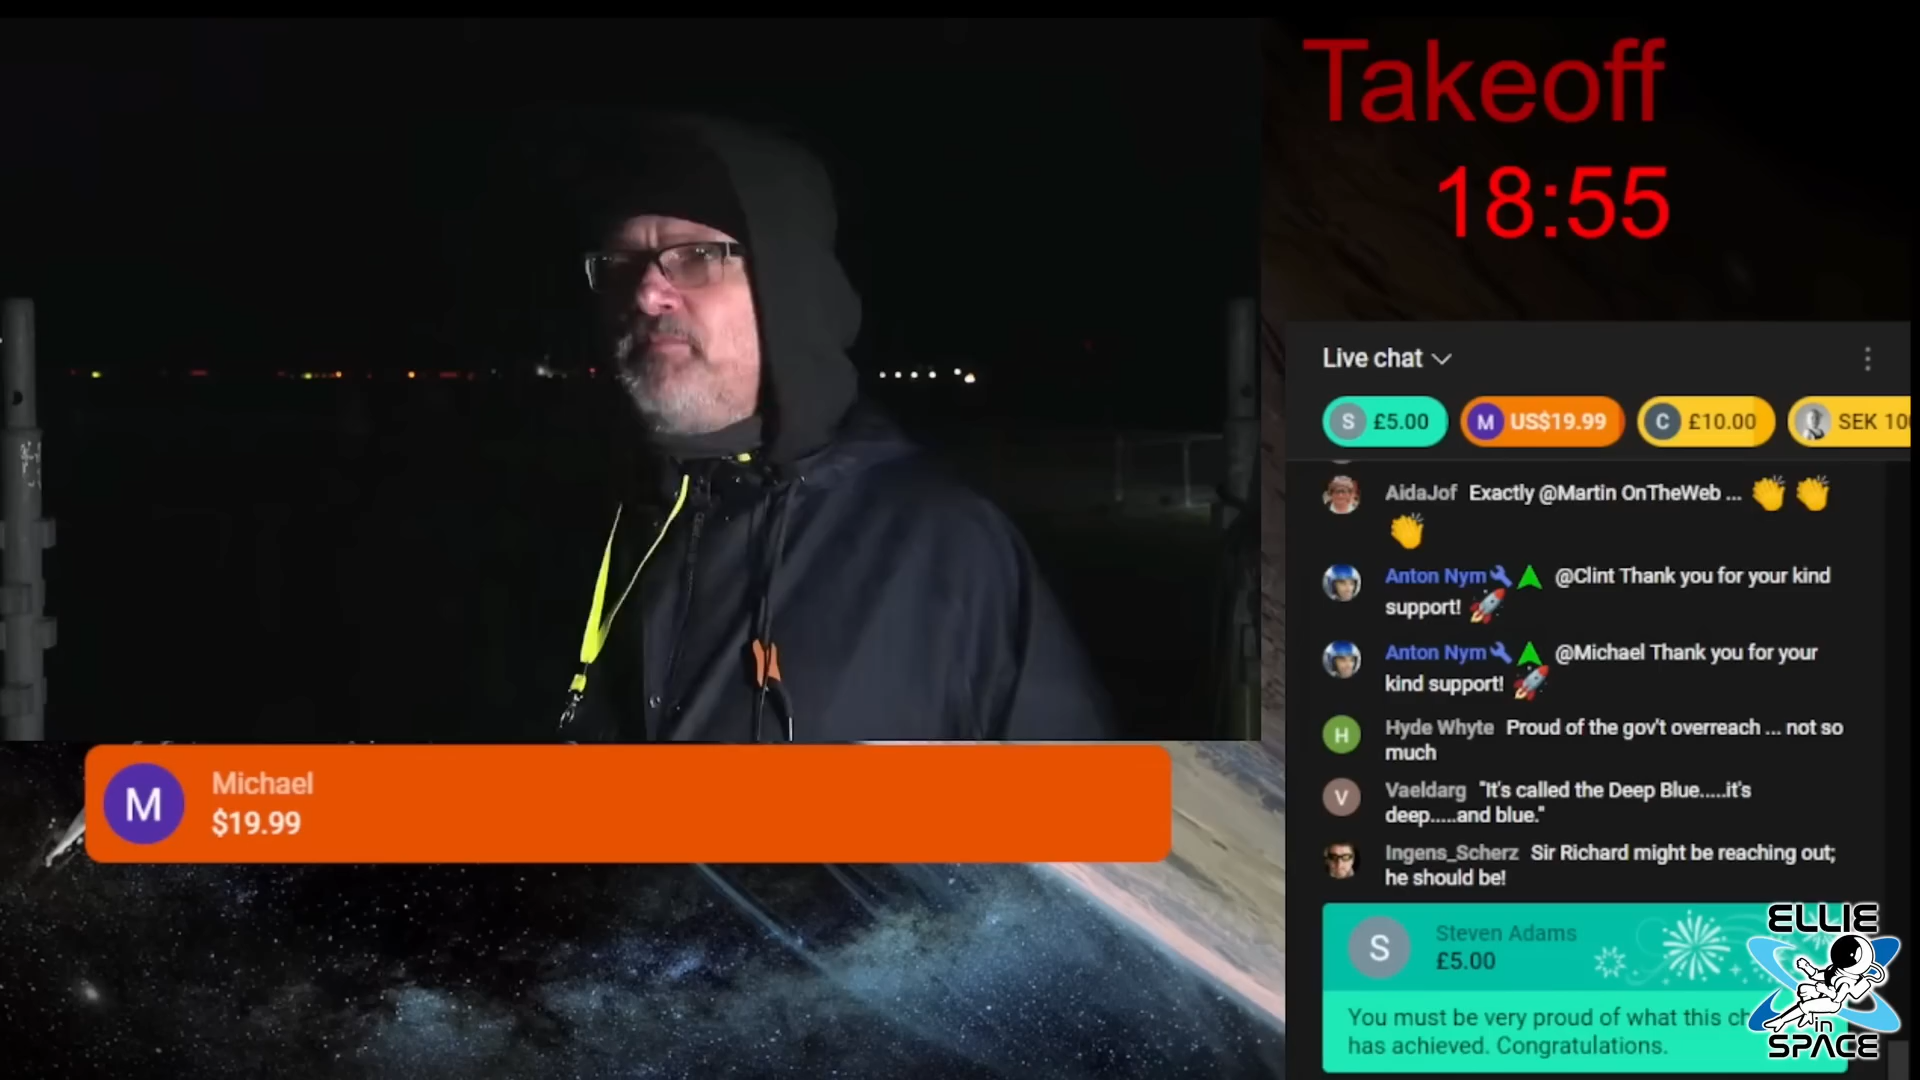 Takeoff
18:55
Live chat
S £5.00 M US$19.99 C £10.00 SEK 10
AidaJof Exactly @Martin OnTheWeb ...
Anton Nym @Clint Thank you for your kind
support!
Anton Nym @Michael Thank you for your
kind support!
H Hyde Whyte Proud of the gov't overreach ... not so
much
V Vaeldarg "It's called the Deep Blue.....it's
deep.....and blue."
Ingens_Scherz Sir Richard might be reaching out;
he should be!
S Steven Adams
£5.00
You must be very proud of what this ch
has achieved. Congratulations.
M Michael
$19.99
ELLIE
in
SPACE